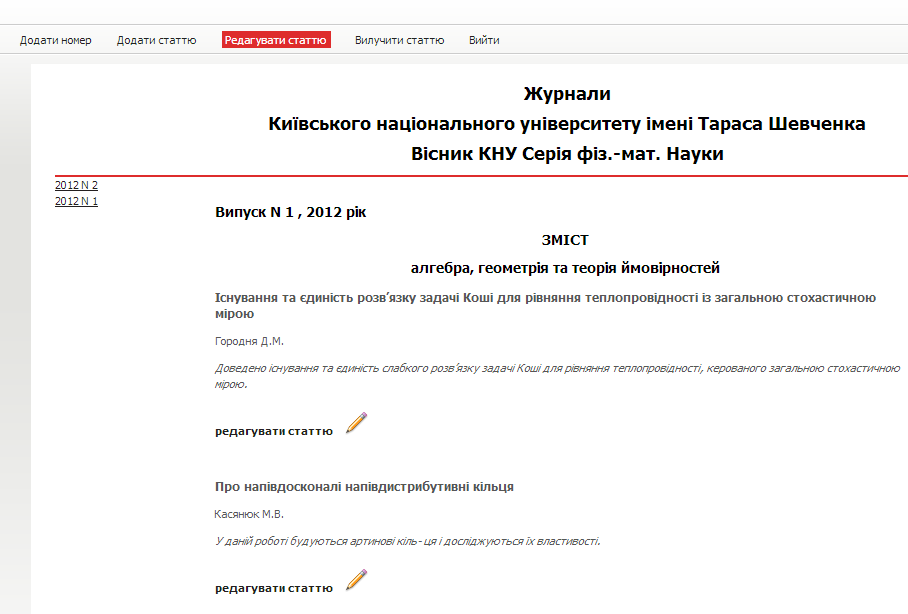 Додати номер Додати статтю Редагувати статтю Вилучити статтю Вийти
Журнали
Київського національного університету імені Тараса Шевченка
Вісник КНУ Серія фіз.-мат. Науки
2012 N 2
2012 N 1
Випуск N 1 , 2012 рік
ЗМІСТ
алгебра, геометрія та теорія ймовірностей
Існування та єдиність розв’язку задачі Коші для рівняння теплопровідності із загальною стохастичною
мірою
Городня Д.М.
Доведено існування та єдиність слабкого розв’язку задачі Коші для рівняння теплопровідності, керованого загальною стохастичною
мірою.
редагувати статтю
Про напівдосконалі напівдистрибутивні кільця
Касянюк М.В.
У даній роботі будуються артинові кіль- ця і досліджуються їх властивості.
редагувати статтю